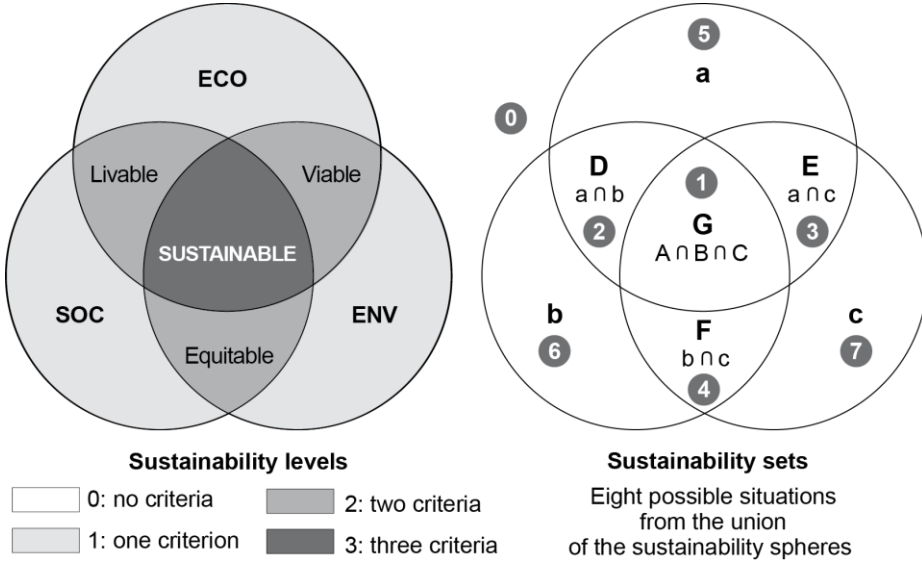 ECO
Livable
Viable
SUSTAINABLE
SOC
ENV
Equitable
Sustainability levels
0: no criteria
2: two criteria
1: one criterion
3: three criteria
5
a
0
D
a ∩ b
2
1
E
a ∩ c
3
G
A ∩ B ∩ C
b
6
F
b ∩ c
4
c
7
Sustainability sets
Eight possible situations
from the union
of the sustainability spheres